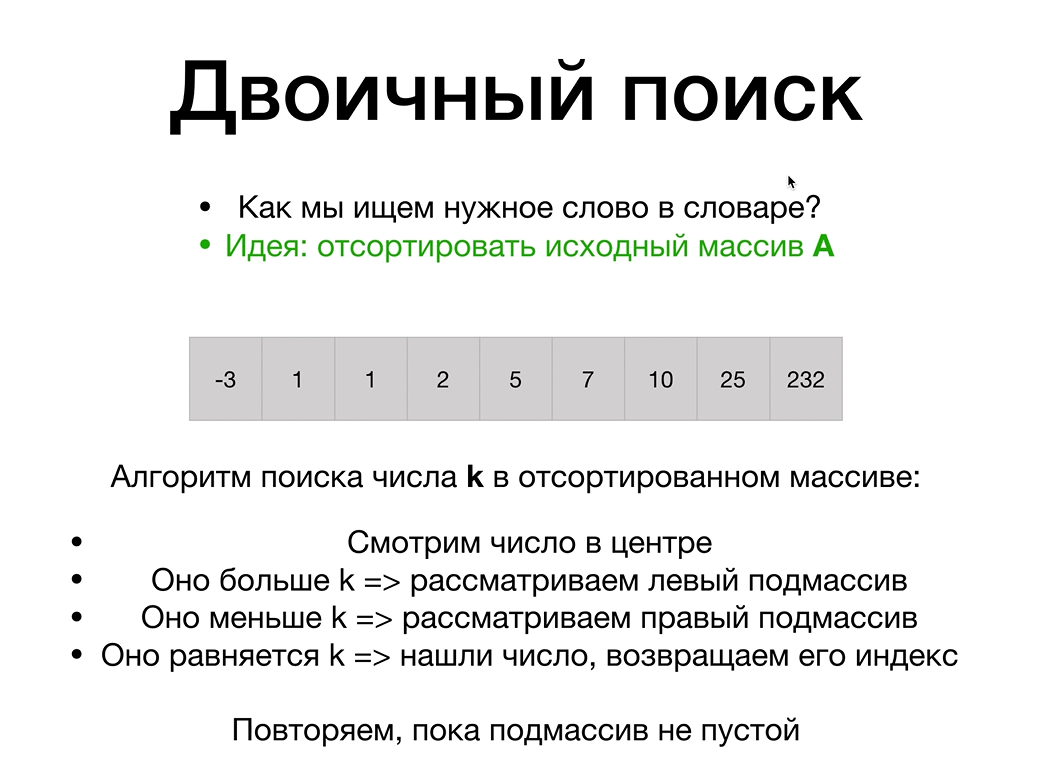 Двоичный поиск
• Как мы ищем нужное слово в словаре?
• Идея: отсортировать исходный массив A
-3 1 1 2 5 7 10 25 232
Алгоритм поиска числа k в отсортированном массиве:
• Смотрим число в центре
• Оно больше k => рассматриваем левый подмассив
• Оно меньше k => рассматриваем правый подмассив
• Оно равняется k => нашли число, возвращаем его индекс
Повторяем, пока подмассив не пустой